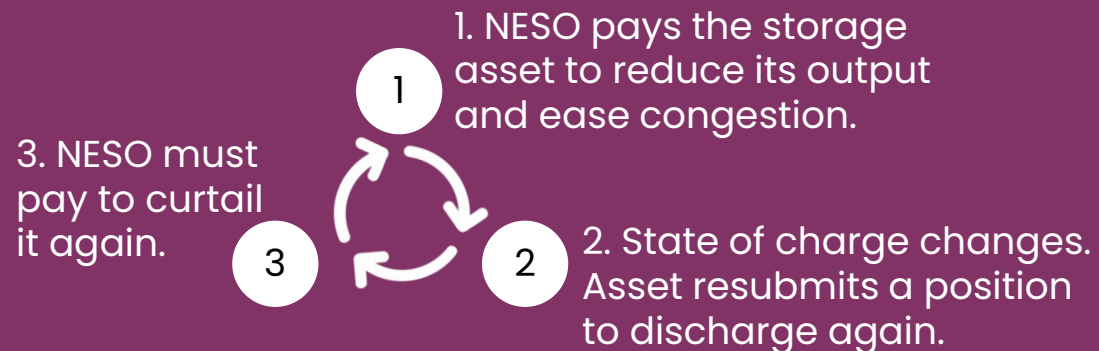 1
1. NESO pays the storage
asset to reduce its output
and ease congestion.
2
2. State of charge changes.
Asset resubmits a position
to discharge again.
3. NESO must
pay to curtail
it again.
3